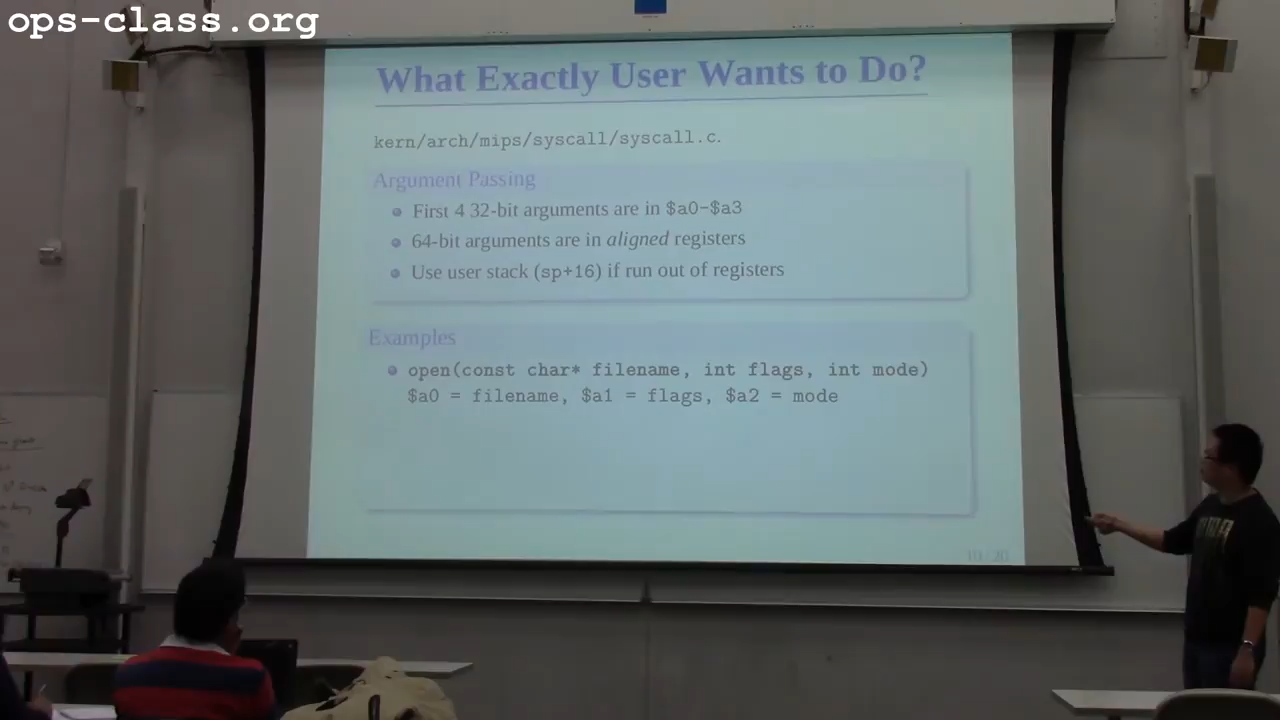 ops-class.org
What Exactly User Wants to Do?
kern/arch/mips/syscall/syscall.c.
Argument Passing
First 4 32-bit arguments are in $a0-$a3
64-bit arguments are in aligned registers
Use user stack (sp+16) if run out of registers
Examples
open(const char* filename, int flags, int mode)
$a0 = filename, $a1 = flags, $a2 = mode